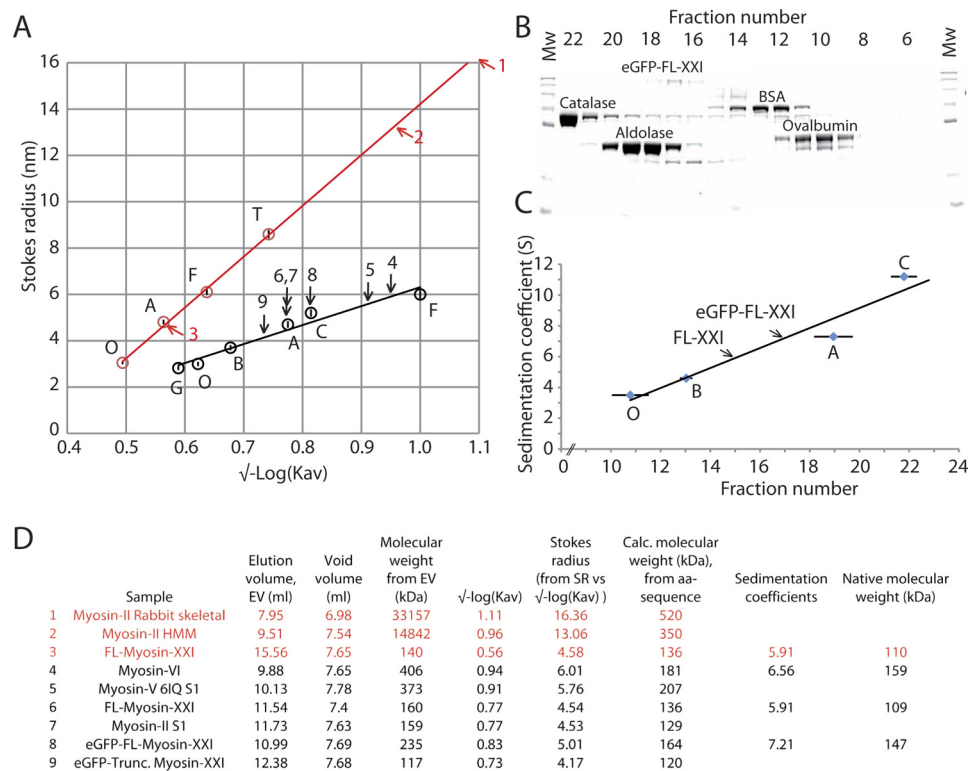 A
16
14
12
10
8
6
4
2
0
Stokes radius (nm)
0.4 0.5 0.6 0.7 0.8 0.9 1.0 1.1
√-Log(Kav)
O
A
F
T
1
2
3
G
O
B
A
C
F
9
6,7
8
5
4
B
Fraction number
Mw 22 20 18 16 14 12 10 8 6 Mw
eGFP-FL-XXI
Catalase
BSA
Aldolase
Ovalbumin
C
Sedimentation coefficient (S)
12
10
8
6
4
2
0
0 10 12 14 16 18 20 22 24
Fraction number
C
eGFP-FL-XXI
FL-XXI
A
B
O
D
Sample Elution volume, EV (ml) Void volume (ml) Molecular weight from EV (kDa) √-log(Kav) Stokes radius (from SR vs √-log(Kav) ) Calc. molecular weight (kDa), from aa-sequence Sedimentation coefficients Native molecular weight (kDa)
1 Myosin-II Rabbit skeletal 7.95 6.98 33157 1.11 16.36 520
2 Myosin-II HMM 9.51 7.54 14842 0.96 13.06 350
3 FL-Myosin-XXI 15.56 7.65 140 0.56 4.58 136 5.91 110
4 Myosin-VI 9.88 7.65 406 0.94 6.01 181 6.56 159
5 Myosin-V 6IQ S1 10.13 7.78 373 0.91 5.76 207
6 FL-Myosin-XXI 11.54 7.4 160 0.77 4.54 136 5.91 109
7 Myosin-II S1 11.73 7.63 159 0.77 4.53 129
8 eGFP-FL-Myosin-XXI 10.99 7.69 235 0.83 5.01 164 7.21 147
9 eGFP-Trunc. Myosin-XXI 12.38 7.68 117 0.73 4.17 120